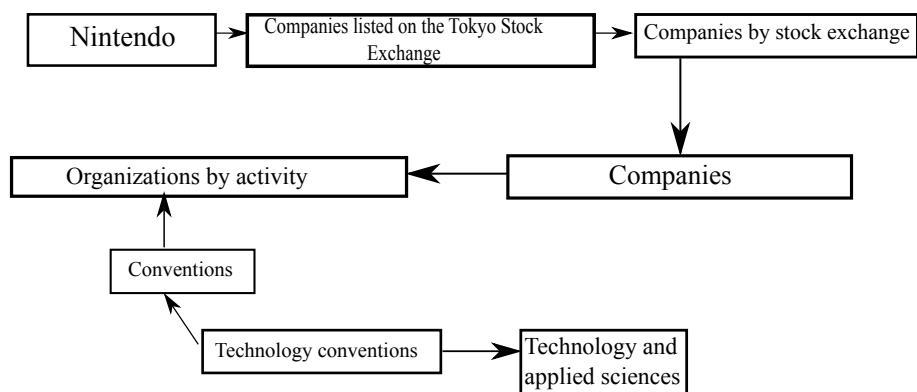 Nintendo
Companies listed on the Tokyo Stock
Exchange
Companies by stock exchange
Organizations by activity
Companies
Conventions
Technology conventions
Technology and
applied sciences